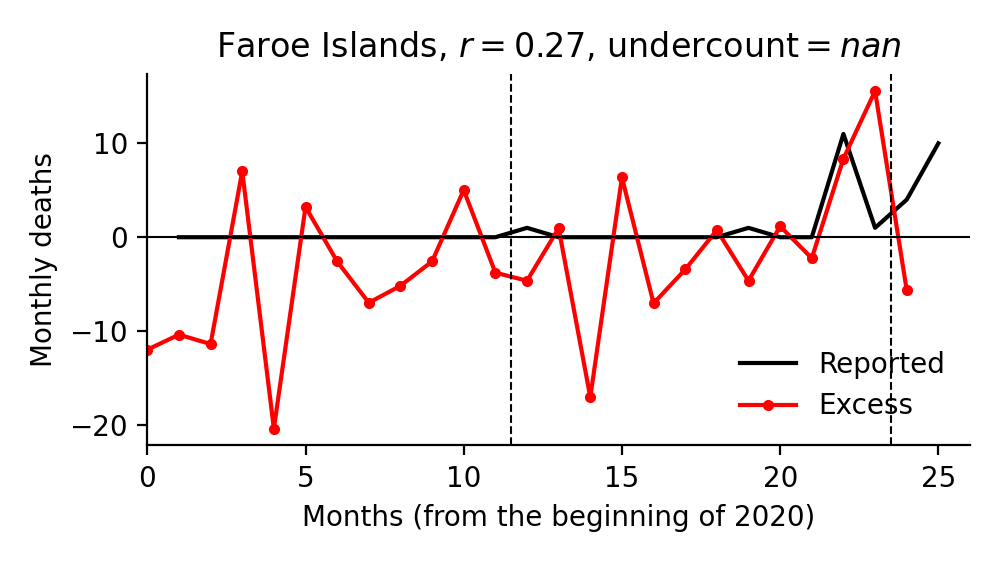 Faroe Islands, r = 0.27, undercount = nan
Monthly deaths
10
0
−10
−20
Reported
Excess
0 5 10 15 20 25
Months (from the beginning of 2020)